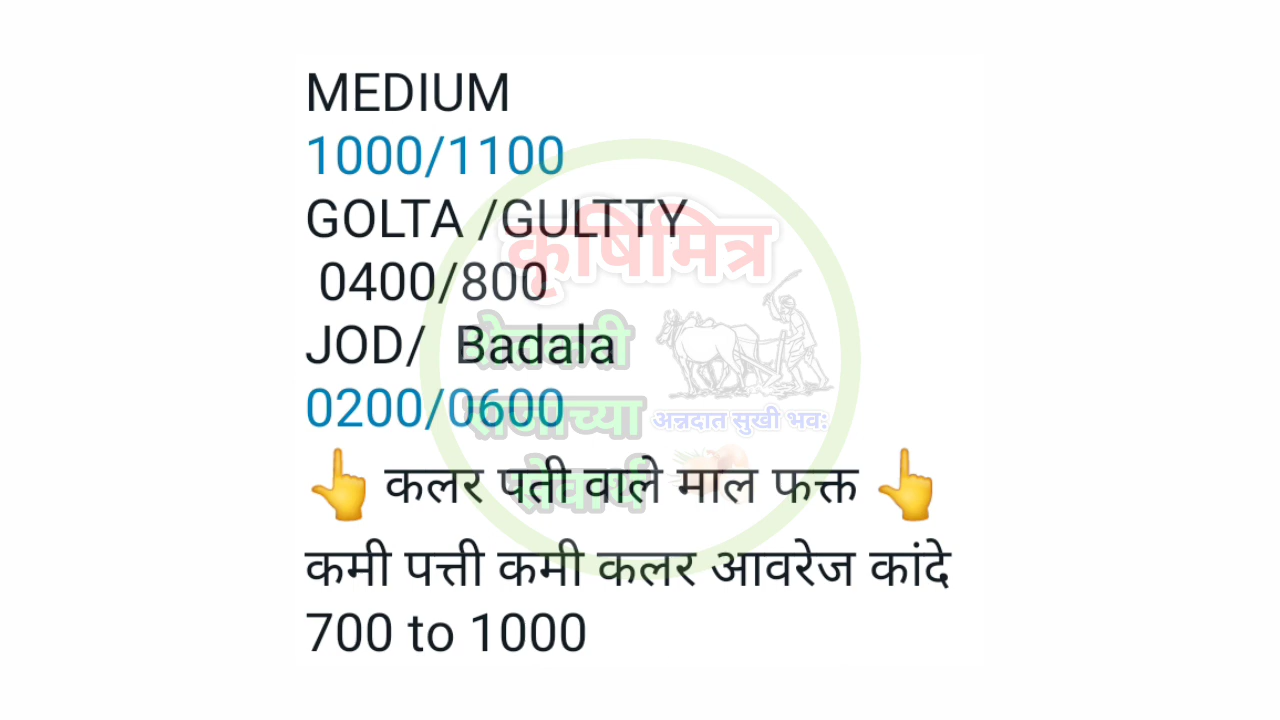 MEDIUM
1000/1100
GOLTA /GULTTY
0400/800
JOD/ Badala
0200/0600
👆 कलर पती वाले माल फक्त 👆
कमी पत्ती कमी कलर आवरेज कांदे
700 to 1000
कृषिमित्र
शेतकरी
राजाच्या
सेवार्थ
अन्नदात सुखी भवः